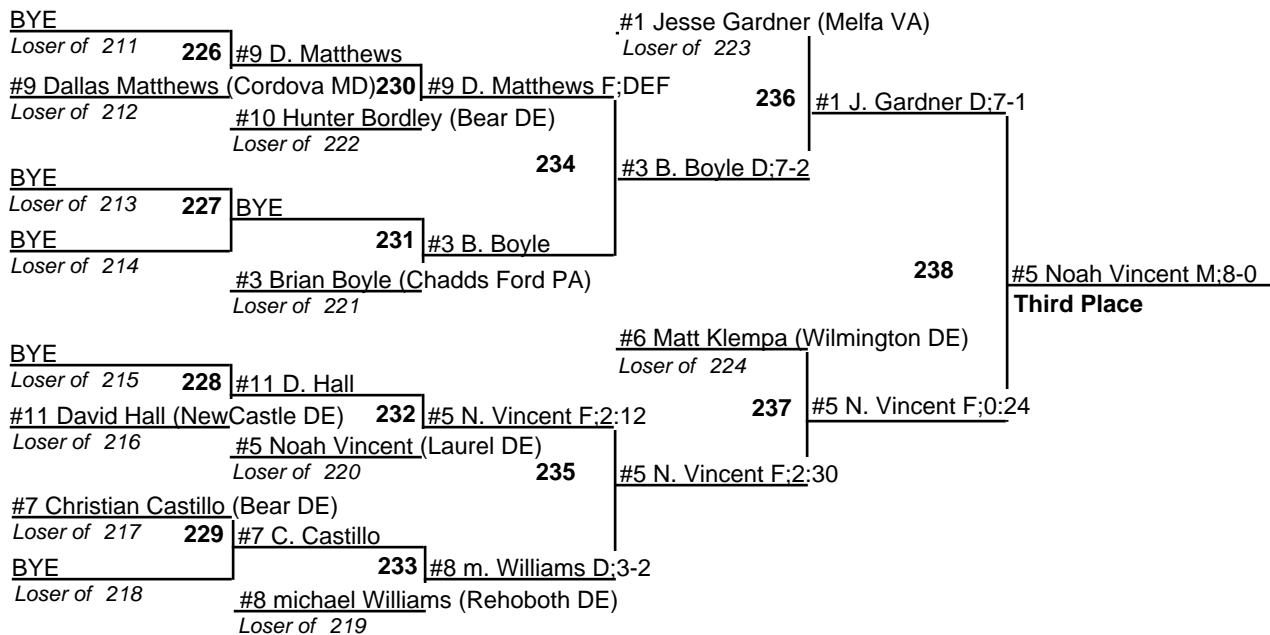 BYE
Loser of 211
226
#9 D. Matthews
#9 Dallas Matthews (Cordova MD)
Loser of 212
230
#9 D. Matthews F;DEF
#10 Hunter Bordley (Bear DE)
Loser of 222
234
BYE
Loser of 213
227
BYE
BYE
Loser of 214
231
#3 B. Boyle
#3 Brian Boyle (Chadds Ford PA)
Loser of 221
#1 Jesse Gardner (Melfa VA)
Loser of 223
236
#1 J. Gardner D;7-1
#3 B. Boyle D;7-2
238
#5 Noah Vincent M;8-0
Third Place
BYE
Loser of 215
228
#11 D. Hall
#11 David Hall (NewCastle DE)
Loser of 216
232
#5 N. Vincent F;2:12
#5 Noah Vincent (Laurel DE)
Loser of 220
235
#7 Christian Castillo (Bear DE)
Loser of 217
229
#7 C. Castillo
BYE
Loser of 218
233
#8 m. Williams D;3-2
#8 michael Williams (Rehoboth DE)
Loser of 219
#6 Matt Klempa (Wilmington DE)
Loser of 224
237
#5 N. Vincent F;0:24
#5 N. Vincent F;2:30